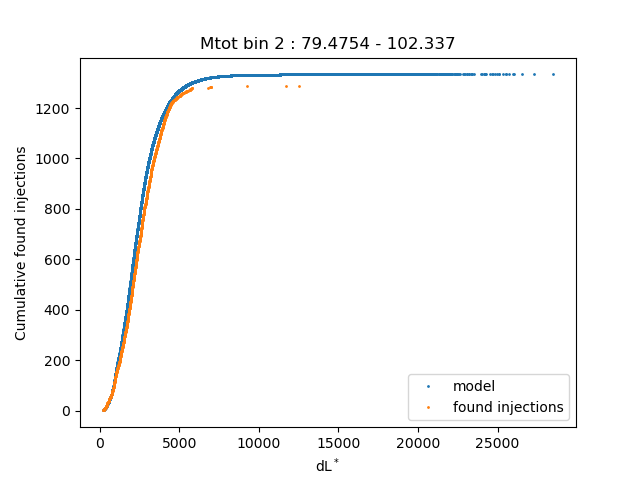 Mtot bin 2 : 79.4754 - 102.337
Cumulative found injections
1200
1000
800
600
400
200
0
0 5000 10000 15000 20000 25000
dL*
model
found injections